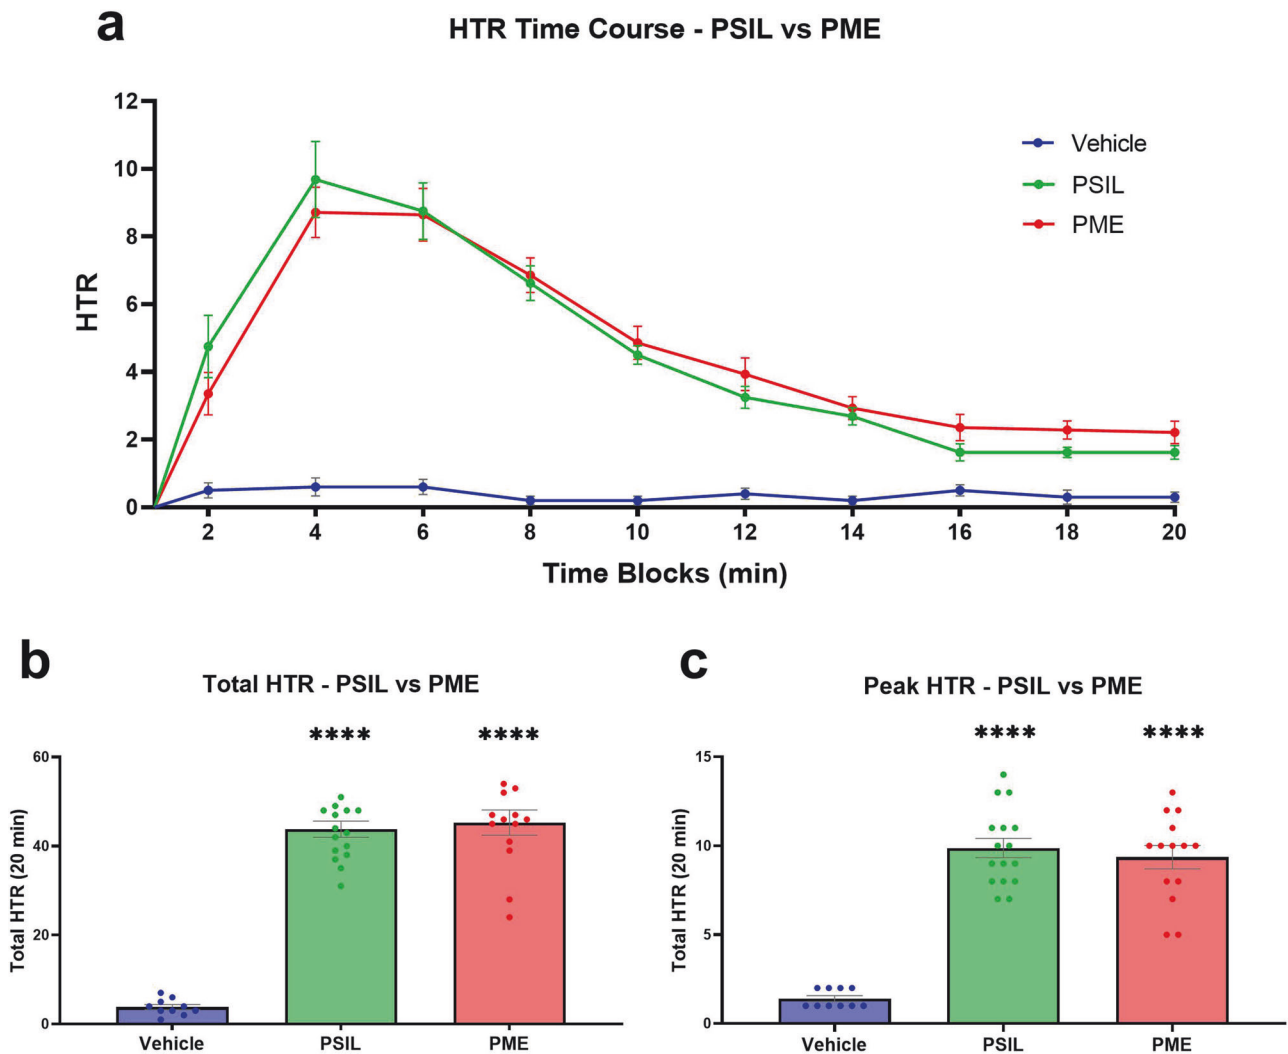 a
HTR Time Course - PSIL vs PME
12
10
8
6
4
2
0
HTR
Vehicle
PSIL
PME
2 4 6 8 10 12 14 16 18 20
Time Blocks (min)
b
Total HTR - PSIL vs PME
**** ****
60
40
20
0
Total HTR (20 min)
Vehicle PSIL PME
c
Peak HTR - PSIL vs PME
**** ****
15
10
5
0
Total HTR (20 min)
Vehicle PSIL PME